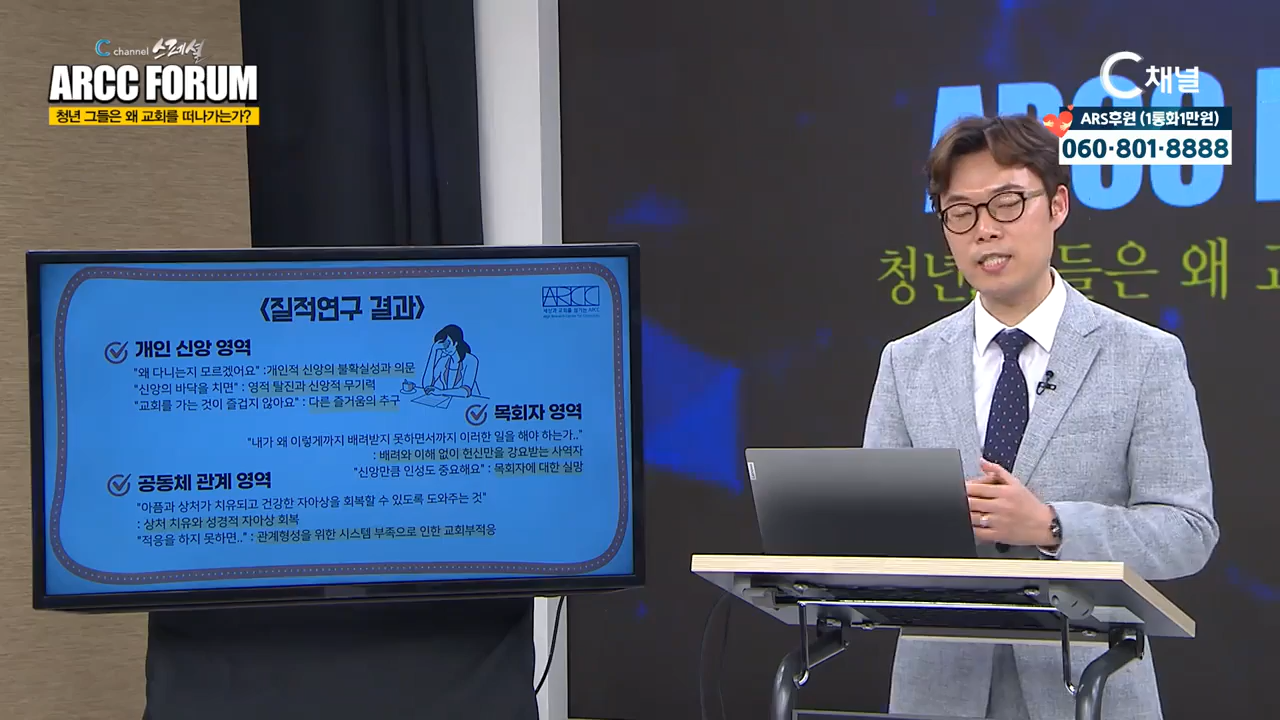 C channel 스페셜
ARCC FORUM
청년 그들은 왜 교회를 떠나가는가?
C채널
ARS후원 (1통화1만원)
060·801·8888
청년 들은 왜
<질적연구 결과>
ARCC
개인 신앙 영역
"왜 다니는지 모르겠어요" :개인적 신앙의 불확실성과 의문
"신앙의 바닥을 치면" : 영적 탈진과 신앙적 무기력
"교회를 가는 것이 즐겁지 않아요" : 다른 즐거움의 추구
목회자 영역
"내가 왜 이렇게까지 배려받지 못하면서까지 이러한 일을 해야 하는가.."
: 배려와 이해 없이 헌신만을 강요받는 사역자
"신앙만큼 인성도 중요해요" : 목회자에 대한 실망
공동체 관계 영역
"아픔과 상처가 치유되고 건강한 자아상을 회복할 수 있도록 도와주는 것"
: 상처 치유와 성경적 자아상 회복
"적응을 하지 못하면.." : 관계형성을 위한 시스템 부족으로 인한 교회부적응